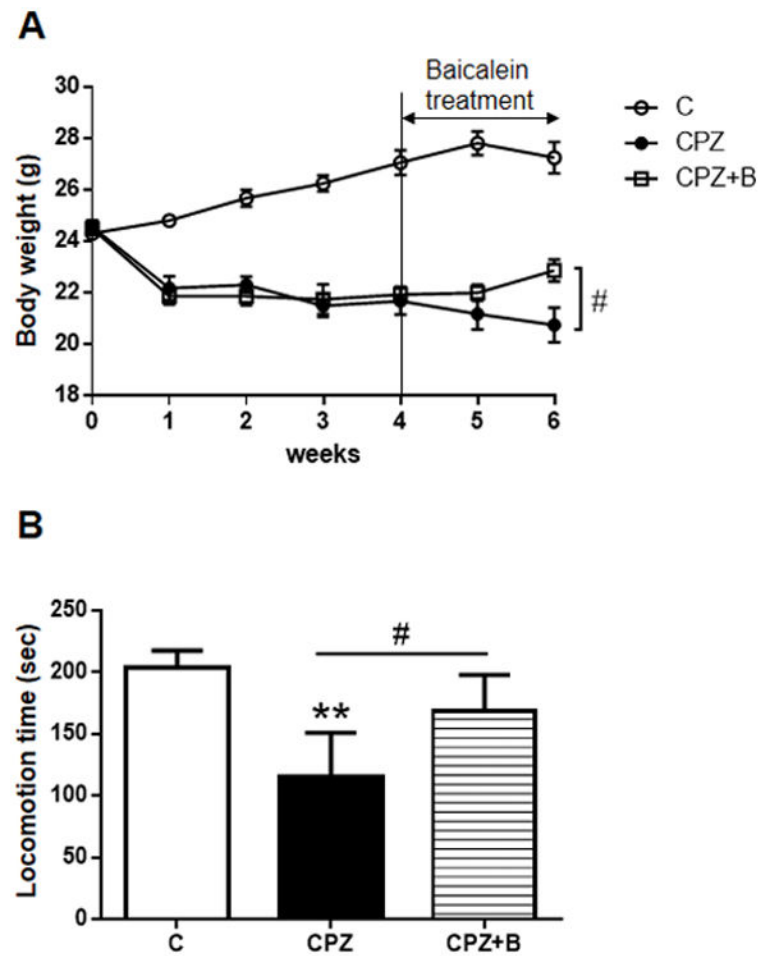 A
Baicalein
treatment
C
CPZ
CPZ+B
Body weight (g)
30
28
26
24
22
20
18
#
0 1 2 3 4 5 6
weeks
B
Locomotion time (sec)
250
200
150
100
50
0
#
**
C CPZ CPZ+B